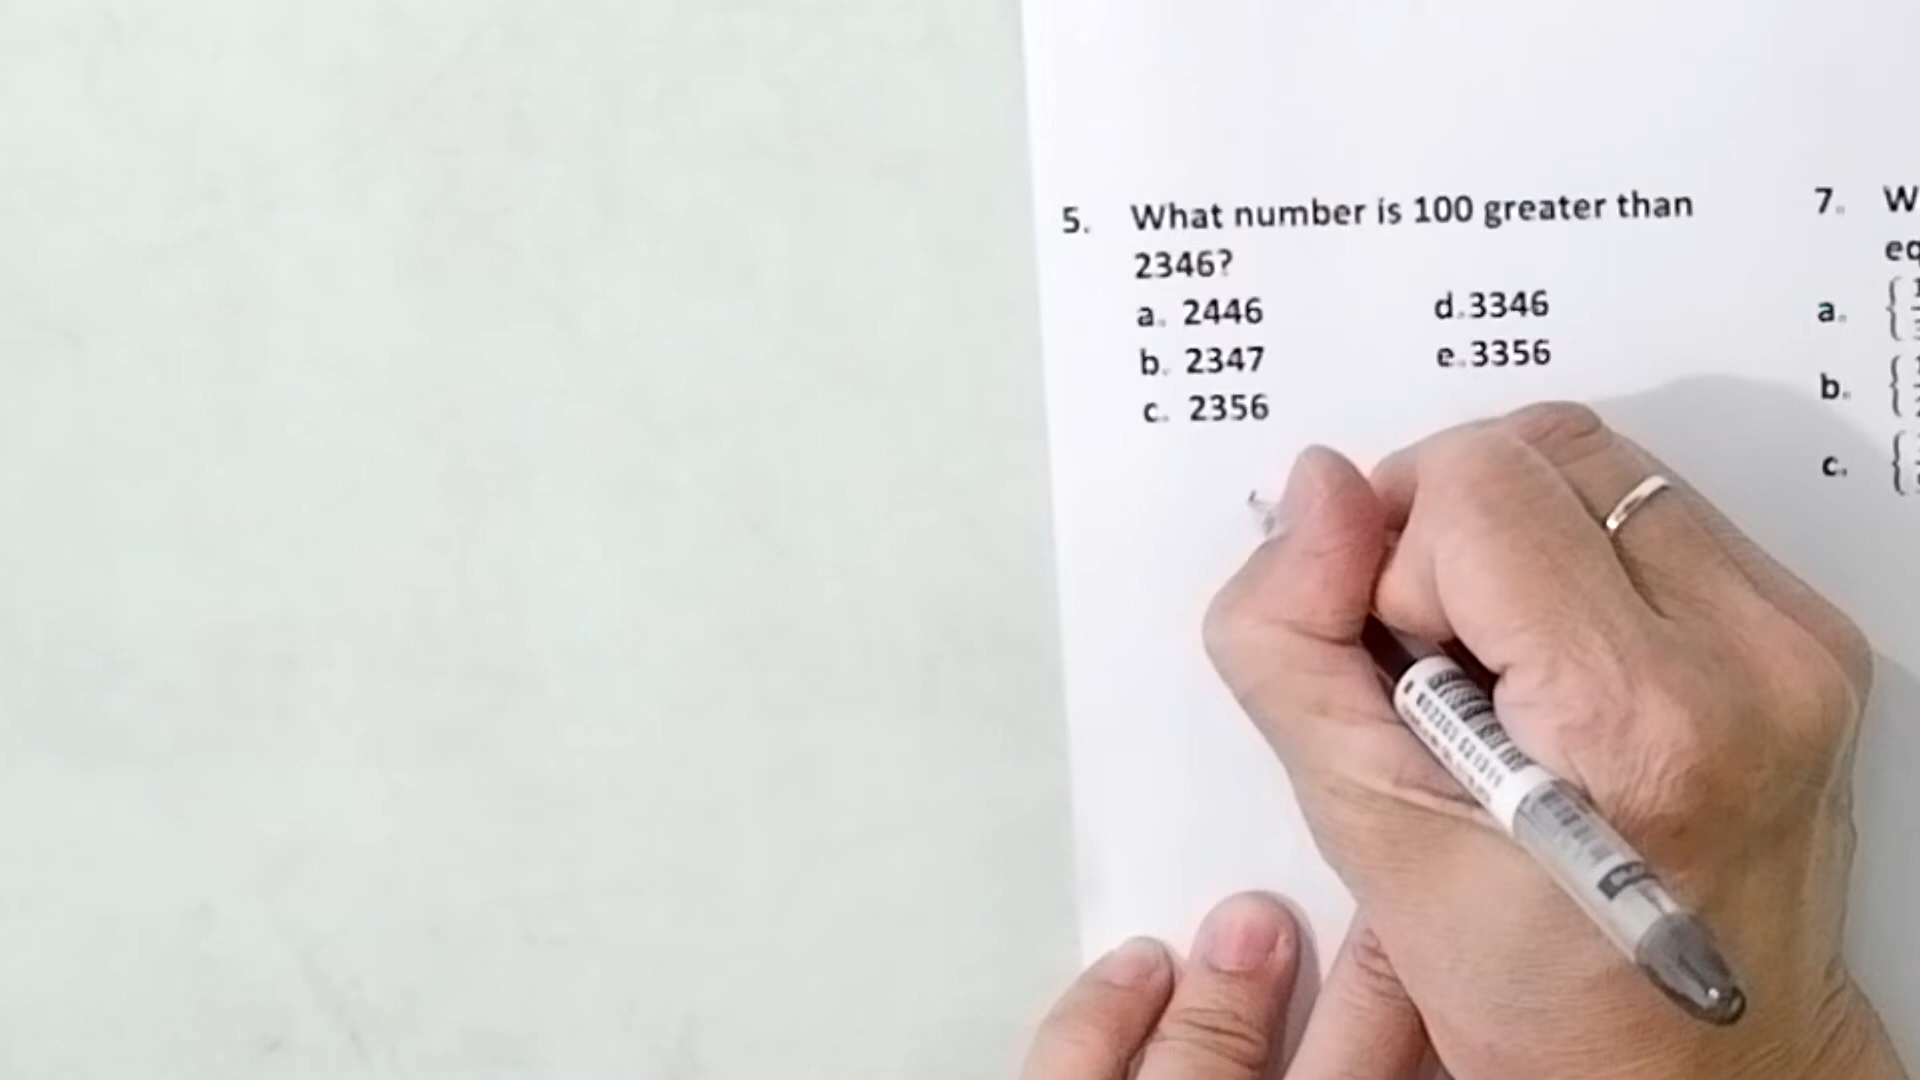 5. What number is 100 greater than
2346?
a. 2446 d.3346
b. 2347 e.3356
c. 2356
7. W
eq
a.
b.
c.